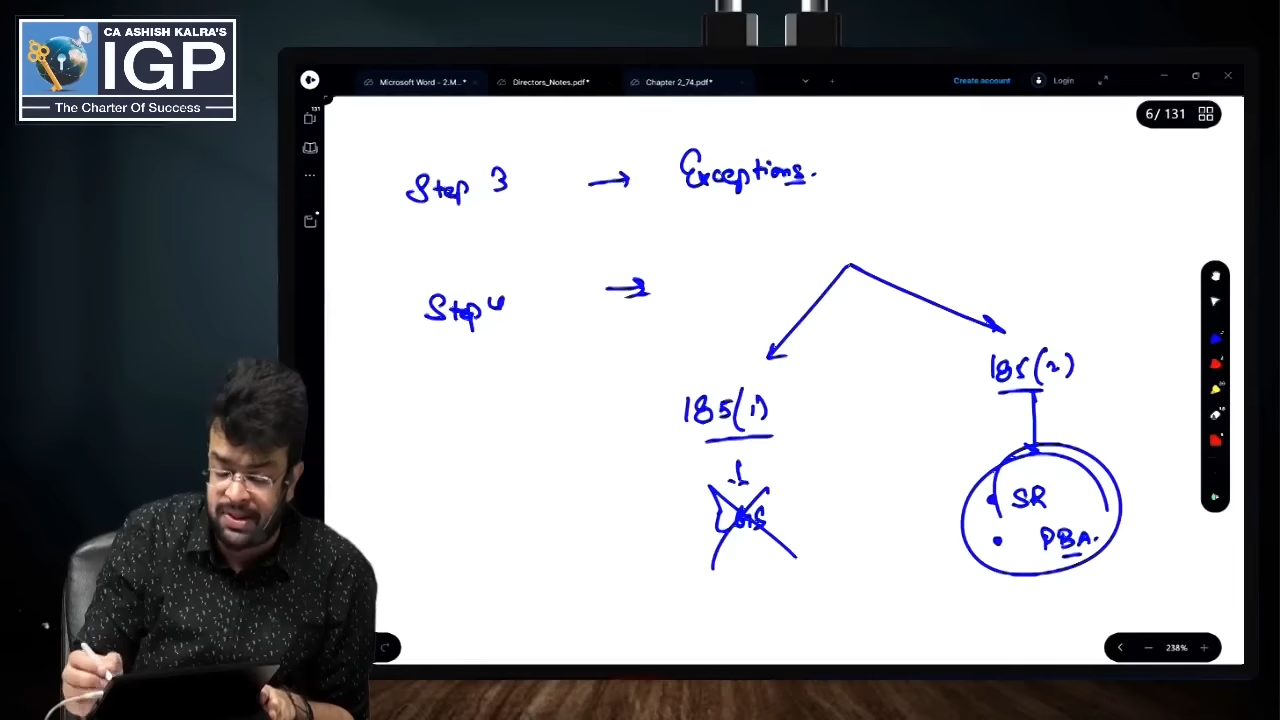 CA ASHISH KALRA'S
IGP
The Charter Of Success
Microsoft Word - 2.M...*
Directors_Notes.pdf*
Chapter 2_74.pdf*
Create account
Login
131
6/ 131
Step 3 → Exceptions.
Step 4 →
185(1)
185(2)
SR
PBA.
238%